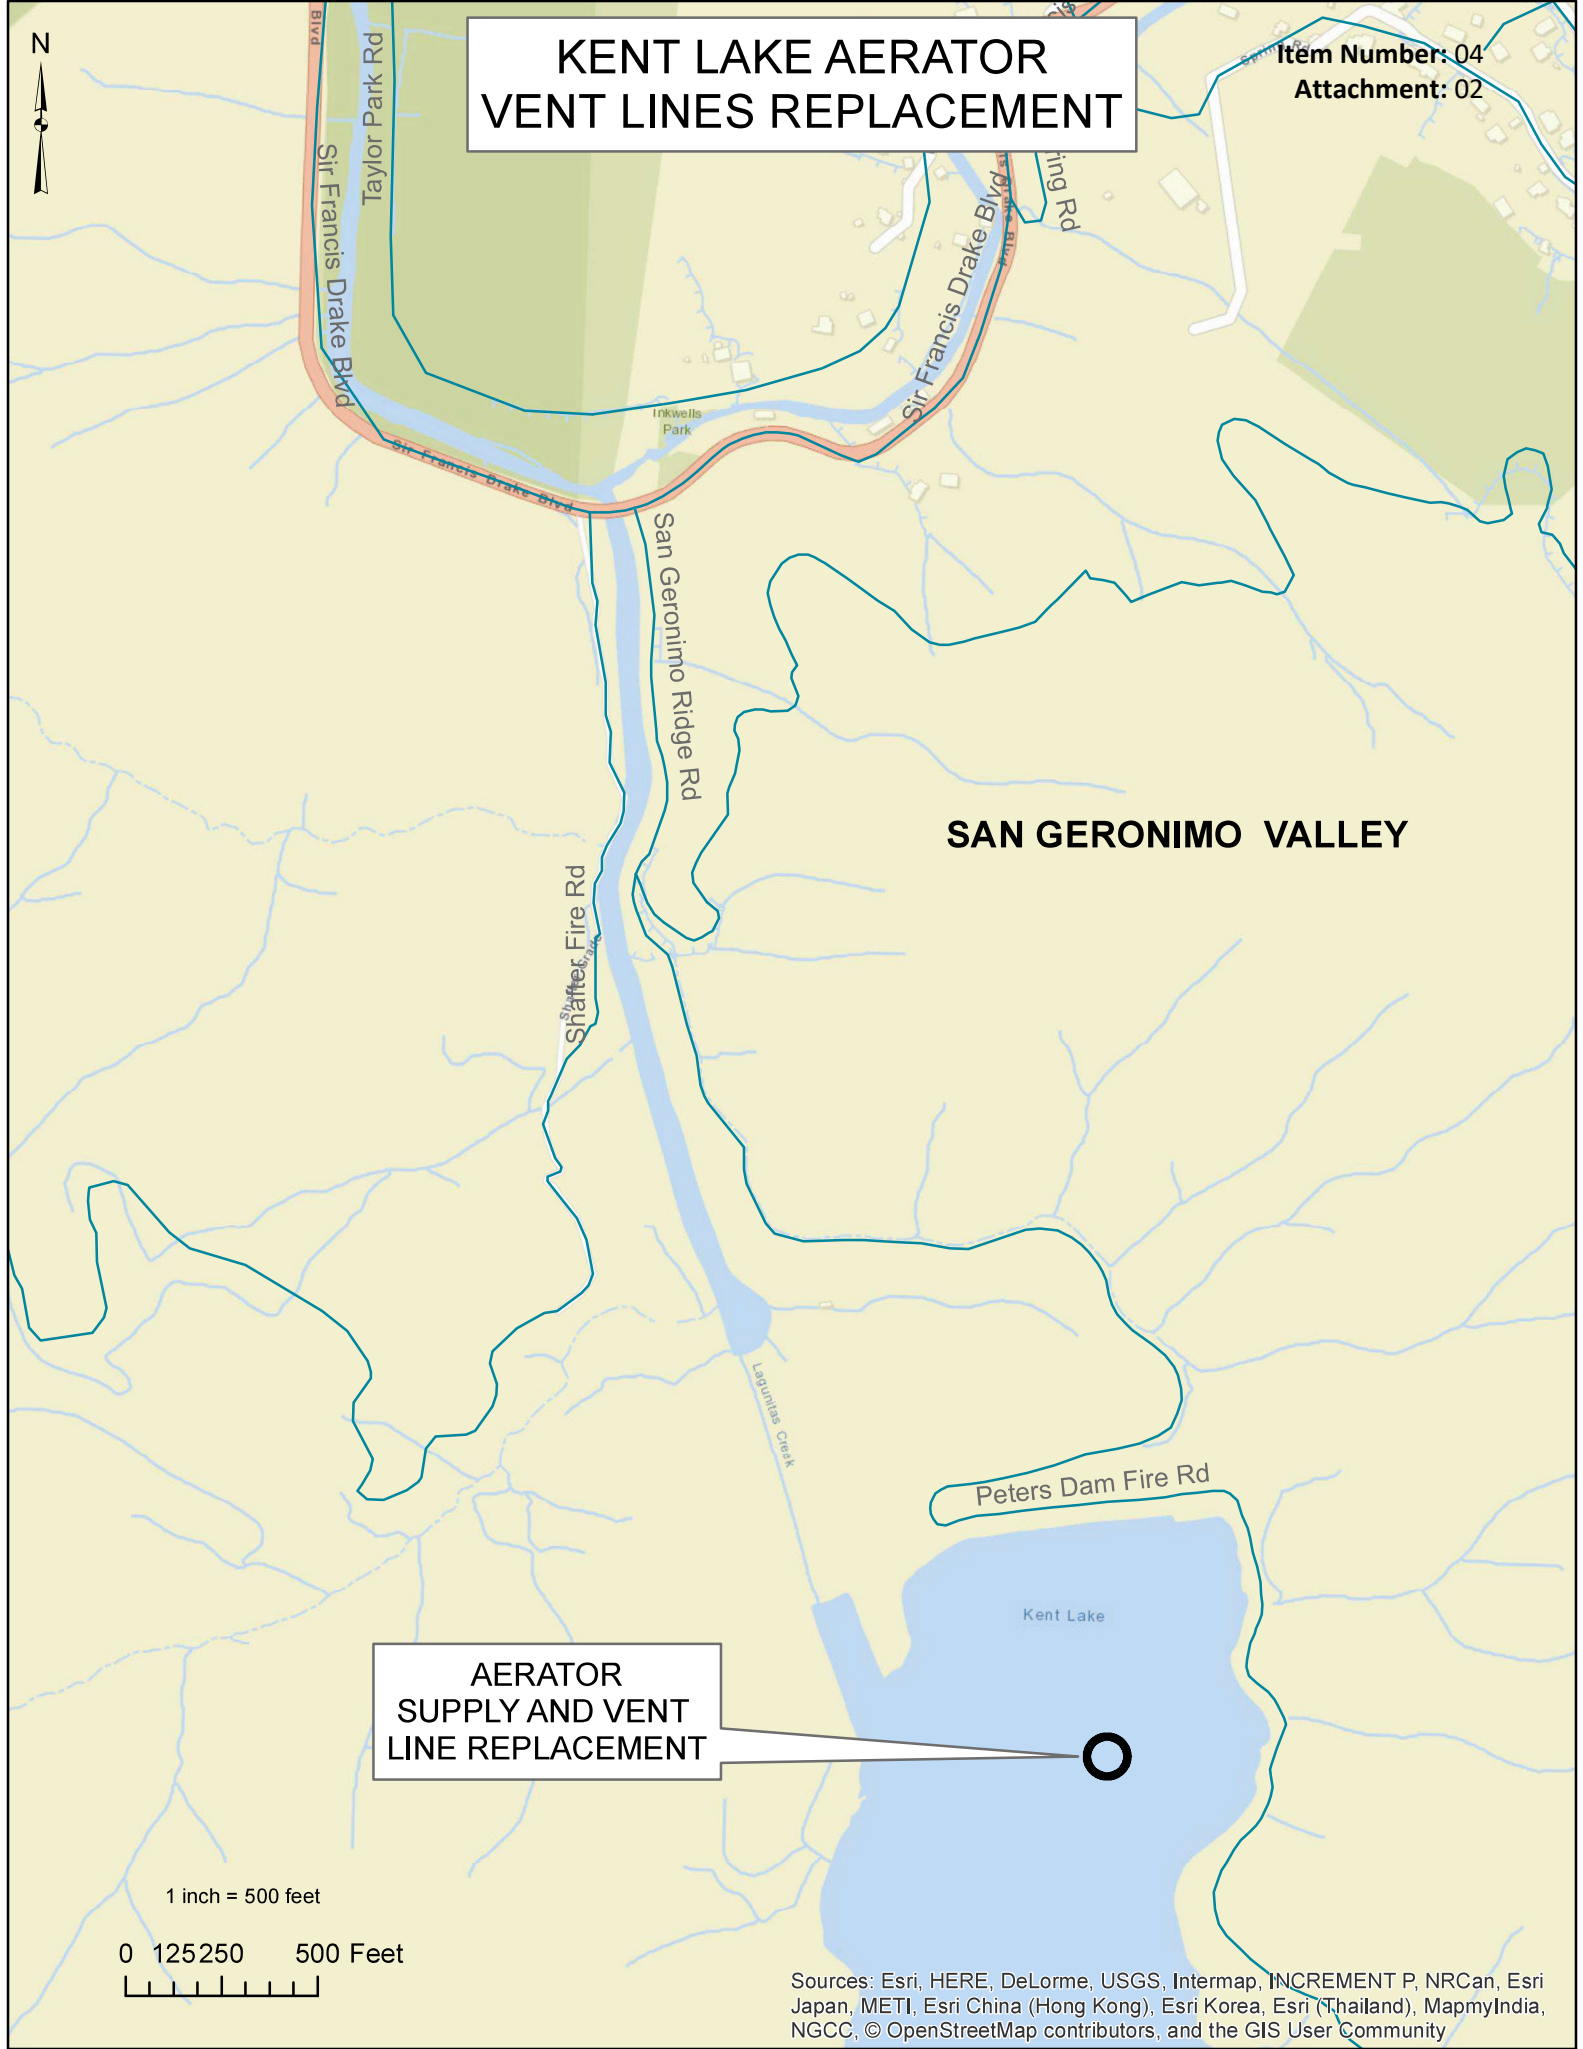 N
KENT LAKE AERATOR
VENT LINES REPLACEMENT
Item Number: 04
Attachment: 02
Blvd
Taylor Park Rd
Sir Francis Drake Blvd
Sir Francis Drake Blvd
Sir Francis Drake Blvd
Inkwells
Park
San Geronimo Ridge Rd
SAN GERONIMO VALLEY
Shafter Fire Rd
Shafter Grade
Lagunitas Creek
Peters Dam Fire Rd
Kent Lake
AERATOR
SUPPLY AND VENT
LINE REPLACEMENT
1 inch = 500 feet
0 125 250 500 Feet
Sources: Esri, HERE, DeLorme, USGS, Intermap, INCREMENT P, NRCan, Esri
Japan, METI, Esri China (Hong Kong), Esri Korea, Esri (Thailand), MapmyIndia,
NGCC, © OpenStreetMap contributors, and the GIS User Community